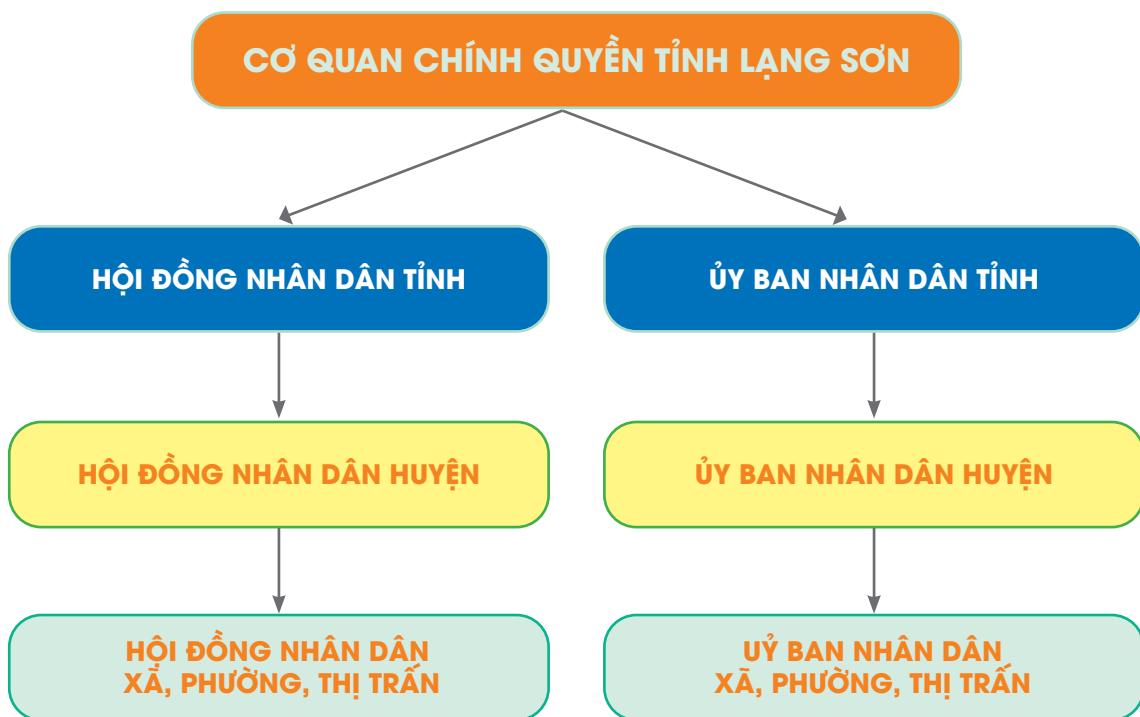 CƠ QUAN CHÍNH QUYỀN TỈNH LẠNG SƠN
HỘI ĐỒNG NHÂN DÂN TỈNH
ỦY BAN NHÂN DÂN TỈNH
HỘI ĐỒNG NHÂN DÂN HUYỆN
ỦY BAN NHÂN DÂN HUYỆN
HỘI ĐỒNG NHÂN DÂN
XÃ, PHƯỜNG, THỊ TRẤN
UỶ BAN NHÂN DÂN
XÃ, PHƯỜNG, THỊ TRẤN